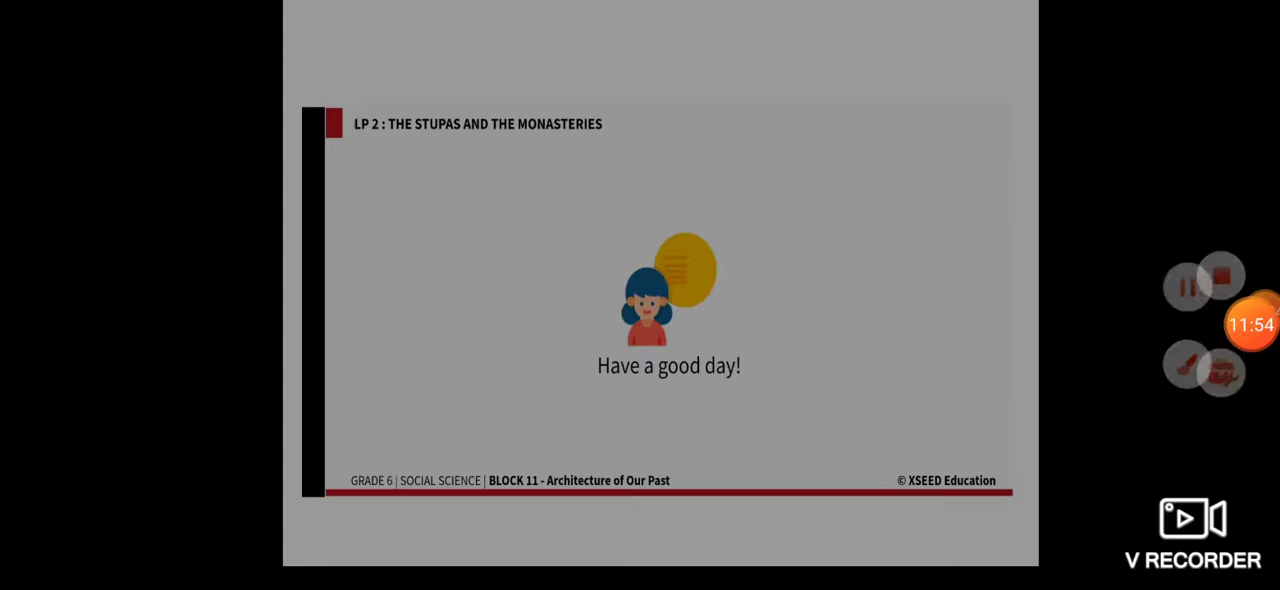 LP 2 : THE STUPAS AND THE MONASTERIES
Have a good day!
GRADE 6 | SOCIAL SCIENCE | BLOCK 11 - Architecture of Our Past
© XSEED Education
11:54
V RECORDER